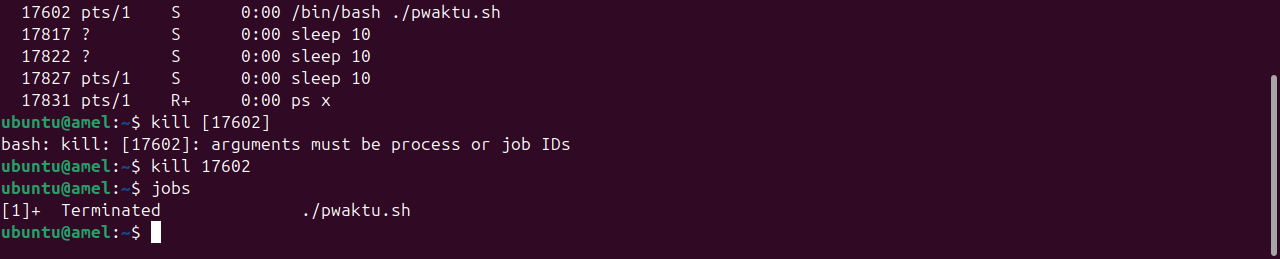 17602 pts/1    S      0:00 /bin/bash ./pwaktu.sh
17817 ?        S      0:00 sleep 10
17822 ?        S      0:00 sleep 10
17827 pts/1    S      0:00 sleep 10
17831 pts/1    R+     0:00 ps x
ubuntu@amel:~$ kill [17602]
bash: kill: [17602]: arguments must be process or job IDs
ubuntu@amel:~$ kill 17602
ubuntu@amel:~$ jobs
[1]+  Terminated              ./pwaktu.sh
ubuntu@amel:~$